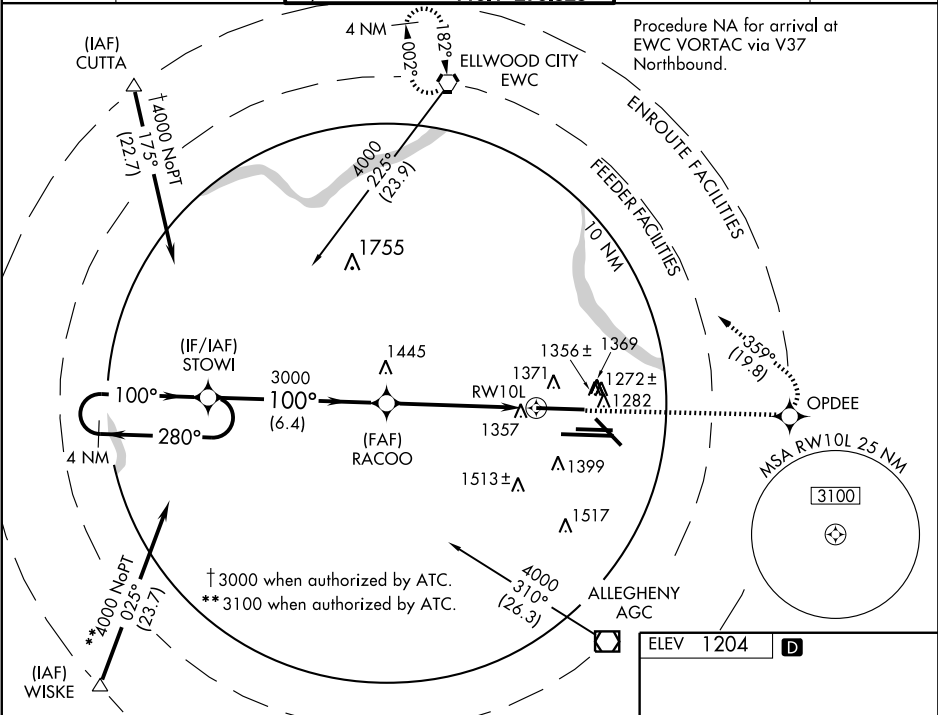 Procedure NA for arrival at
EWC VORTAC via V37
Northbound.
(IAF)
CUTTA
4 NM
002°
182°
ELLWOOD CITY
EWC
†4000 NoPT
175°
(22.7)
4000
225°
(23.9)
ENROUTE FACILITIES
FEEDER FACILITIES
10 NM
1755
(IF/IAF)
STOWI
3000
100°
(6.4)
1445
100°
280°
4 NM
(FAF)
RACOO
RW10L
1371
1356±
1369
1272±
1282
1357
1399
1513±
1517
359°
(19.8)
OPDEE
MSA RW10L 25 NM
3100
**4000 NoPT
025°
(23.7)
(IAF)
WISKE
†3000 when authorized by ATC.
**3100 when authorized by ATC.
4000
310°
(26.3)
ALLEGHENY
AGC
ELEV 1204 D